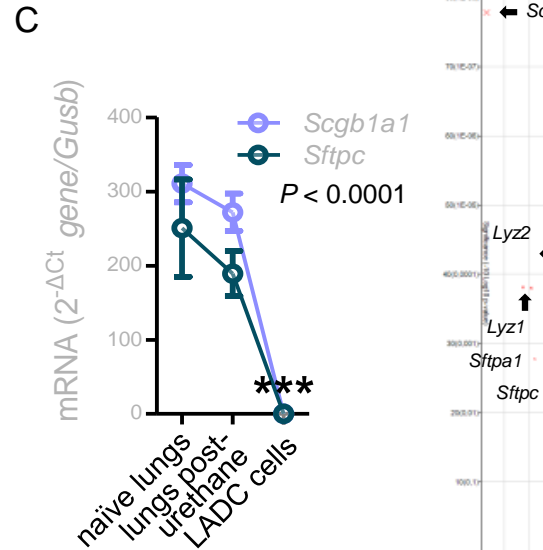 C
mRNA (2^-ΔCt gene/Gusb)
400
300
200
100
0
Scgb1a1
Sftpc
P < 0.0001
***
naïve lungs
lungs post-
urethane
LADC cells
Sc
Lyz2
Lyz1
Sftpa1
Sftpc